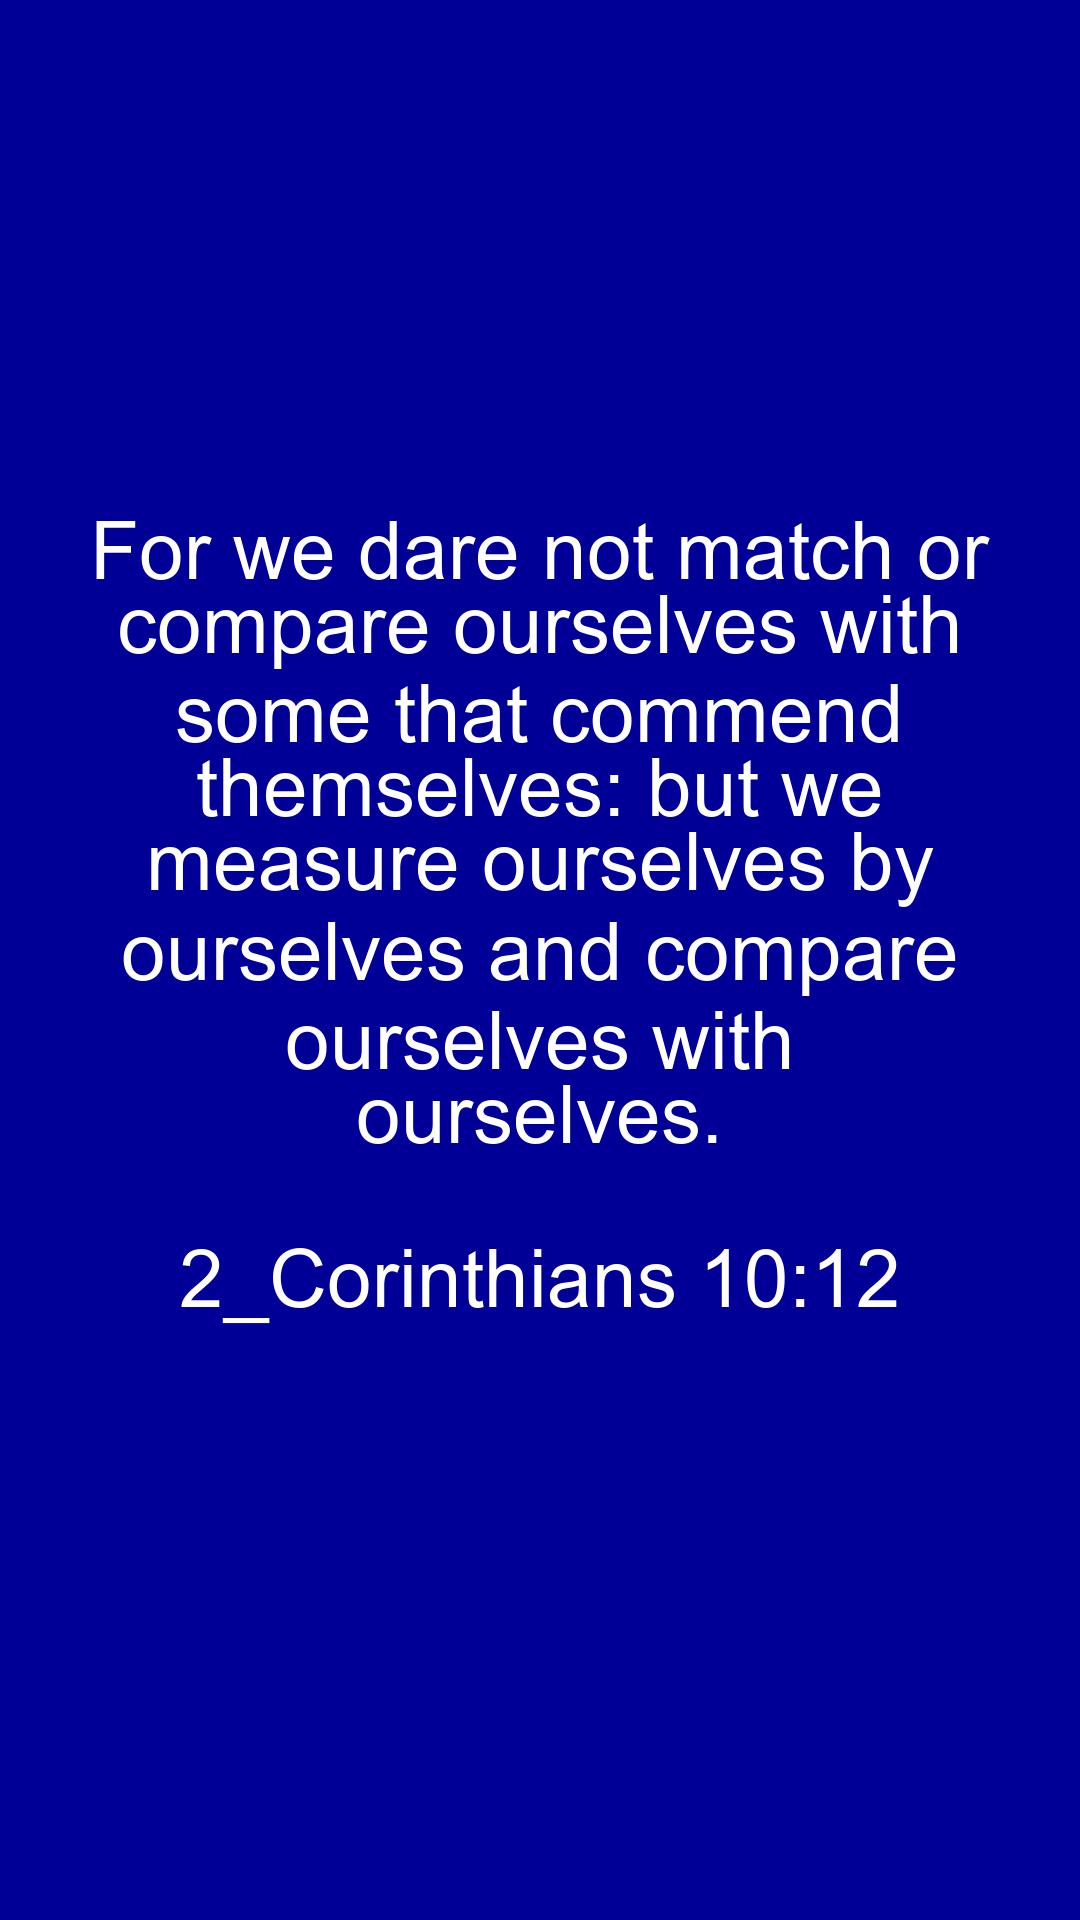 For we dare not match or
compare ourselves with
some that commend
themselves: but we
measure ourselves by
ourselves and compare
ourselves with
ourselves.
2_Corinthians 10:12